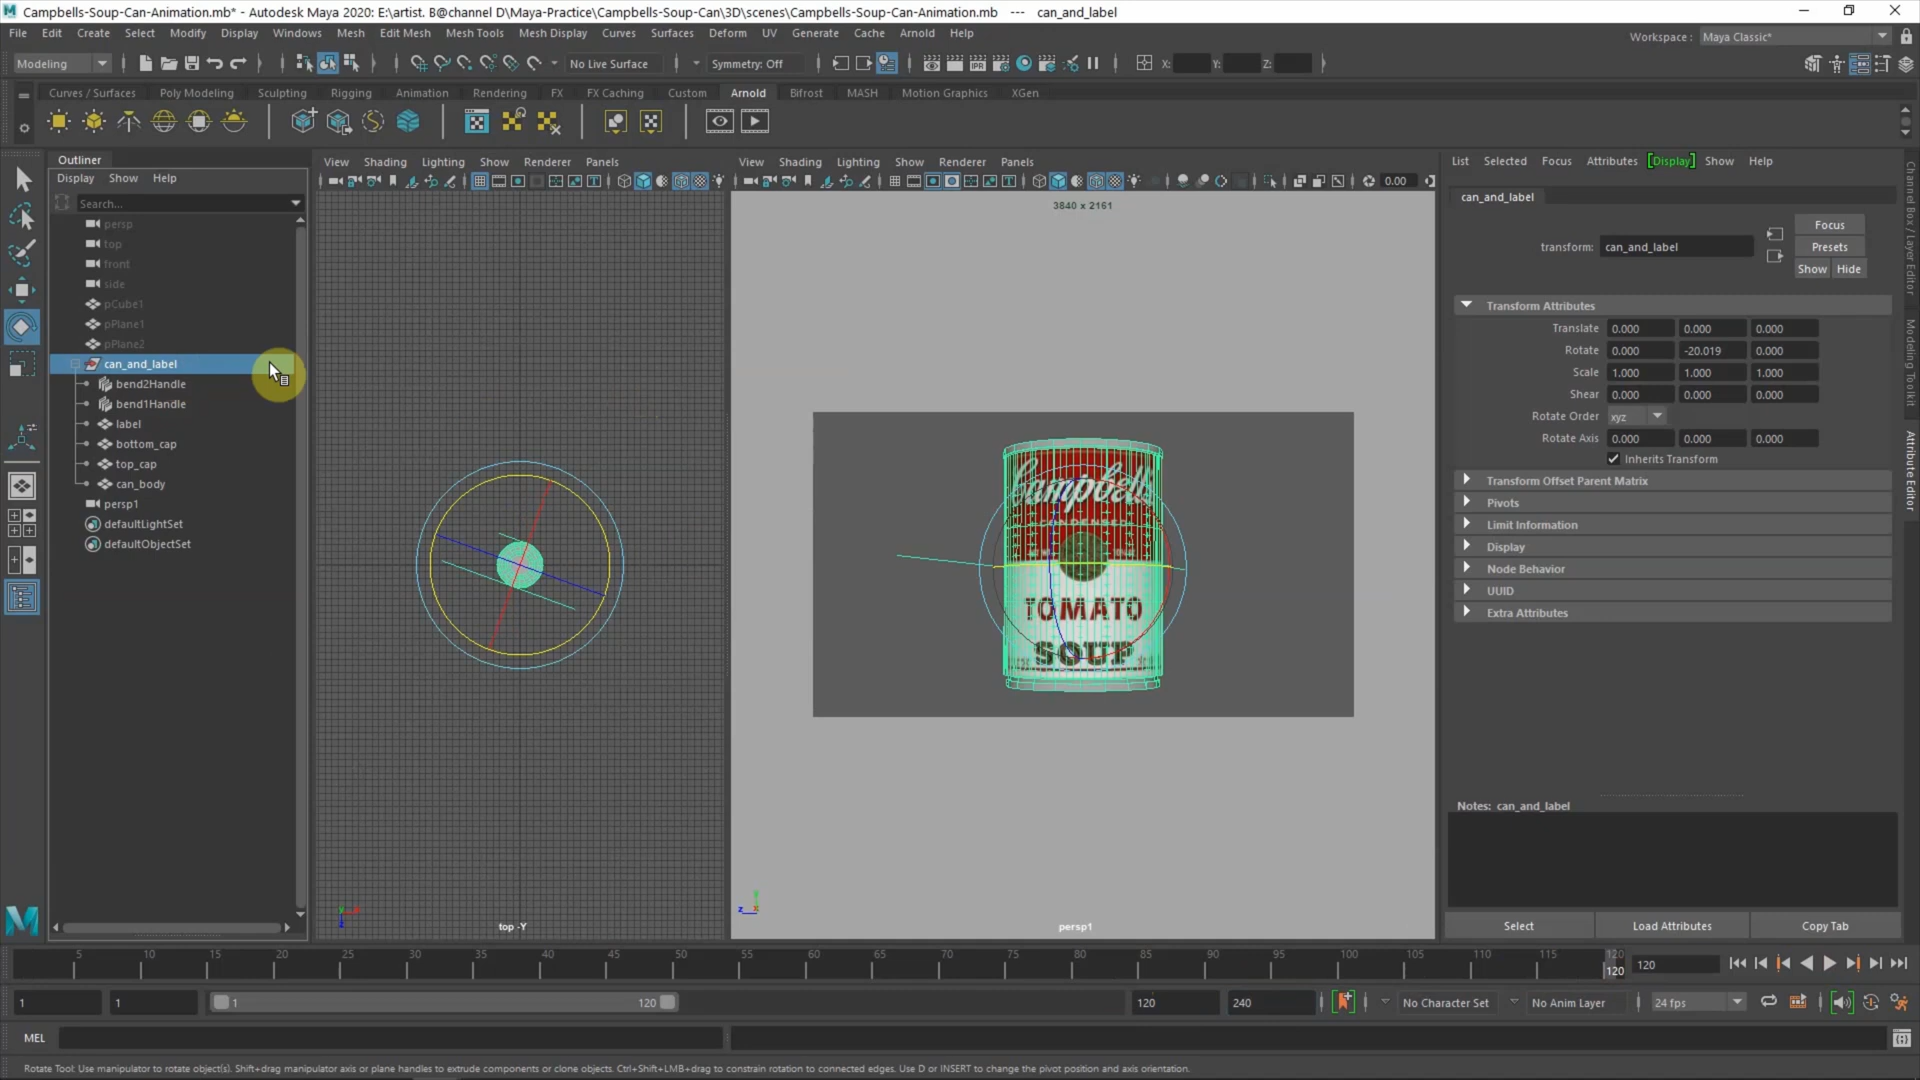 Campbells-Soup-Can-Animation.mb* - Autodesk Maya 2020: E:\artist. B@channel D\Maya-Practice\Campbells-Soup-Can\3D\scenes\Campbells-Soup-Can-Animation.mb --- can_and_label
File Edit Create Select Modify Display Windows Mesh Edit Mesh Mesh Tools Mesh Display Curves Surfaces Deform UV Generate Cache Arnold Help
Workspace : Maya Classic*
Modeling No Live Surface Symmetry: Off X: Y: Z:
Curves / Surfaces Poly Modeling Sculpting Rigging Animation Rendering FX FX Caching Custom Arnold Bifrost MASH Motion Graphics XGen
IPR
Outliner
Display Show Help
Search...
persp
top
front
side
pCube1
pPlane1
pPlane2
can_and_label
bend2Handle
bend1Handle
label
bottom_cap
top_cap
can_body
persp1
defaultLightSet
defaultObjectSet
View Shading Lighting Show Renderer Panels
top -Y
View Shading Lighting Show Renderer Panels
0.00
3840 x 2161
Campbell's
CONDENSED
TOMATO
SOUP
persp1
List Selected Focus Attributes [Display] Show Help
can_and_label
transform: can_and_label
Focus
Presets
Show Hide
Transform Attributes
Translate 0.000 0.000 0.000
Rotate 0.000 -20.019 0.000
Scale 1.000 1.000 1.000
Shear 0.000 0.000 0.000
Rotate Order xyz
Rotate Axis 0.000 0.000 0.000
Inherits Transform
Transform Offset Parent Matrix
Pivots
Limit Information
Display
Node Behavior
UUID
Extra Attributes
Notes: can_and_label
Select Load Attributes Copy Tab
Channel Box / Layer Editor
Modeling Toolkit
Attribute Editor
5 10 15 20 25 30 35 40 45 50 55 60 65 70 75 80 85 90 95 100 105 110 115 120
120 120
1 1 1 120 120 240 No Character Set No Anim Layer 24 fps
MEL
Rotate Tool: Use manipulator to rotate object(s). Shift+drag manipulator axis or plane handles to extrude components or clone objects. Ctrl+Shift+LMB+drag to constrain rotation to connected edges. Use D or INSERT to change the pivot position and axis orientation.